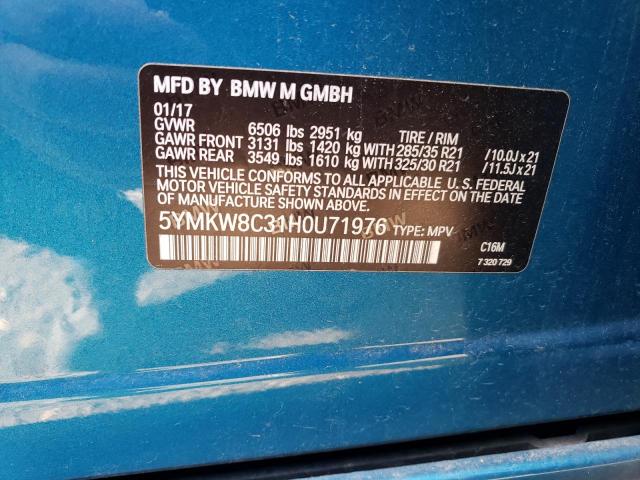 MFD BY BMW M GMBH
01/17
GVWR 6506 lbs 2951 kg TIRE / RIM
GAWR FRONT 3131 lbs 1420 kg WITH 285/35 R21 /10.0J x 21
GAWR REAR 3549 lbs 1610 kg WITH 325/30 R21 /11.5J x 21
THIS VEHICLE CONFORMS TO ALL APPLICABLE U.S. FEDERAL
MOTOR VEHICLE SAFETY STANDARDS IN EFFECT ON THE
DATE OF MANUFACTURE SHOWN ABOVE.
5YMKW8C31H0U71976 TYPE: MPV
C16M
7 320 729